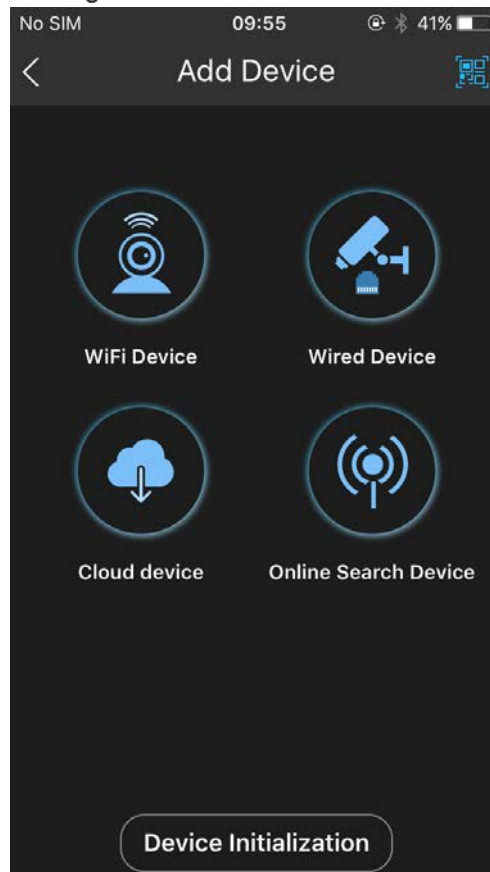 No SIM 09:55 41%
Add Device
WiFi Device Wired Device
Cloud device Online Search Device
Device Initialization